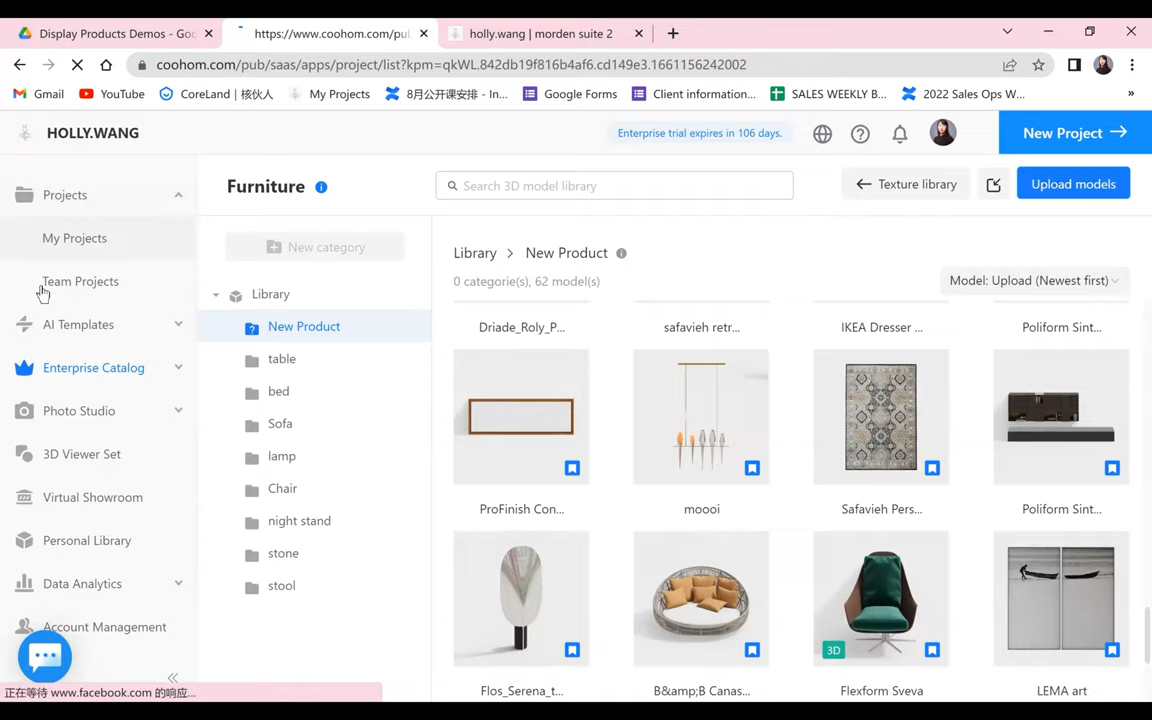 Display Products Demos - Goo
https://www.coohom.com/pu
holly.wang | morden suite 2
coohom.com/pub/saas/apps/project/list?kpm=qkWL.842db19f816b4af6.cd149e3.1661156242002
Gmail YouTube CoreLand | 核伙人 My Projects 8月公开课安排 - In... Google Forms Client information... SALES WEEKLY B... 2022 Sales Ops W... »
HOLLY.WANG Enterprise trial expires in 106 days. New Project
Projects
My Projects
Team Projects
AI Templates
Enterprise Catalog
Photo Studio
3D Viewer Set
Virtual Showroom
Personal Library
Data Analytics
Account Management
Furniture Search 3D model library Texture library Upload models
New category
Library
New Product
table
bed
Sofa
lamp
Chair
night stand
stone
stool
Library > New Product
0 categorie(s), 62 model(s) Model: Upload (Newest first)
Driade_Roly_P... safavieh retr... IKEA Dresser ... Poliform Sint...
ProFinish Con... moooi Safavieh Pers... Poliform Sint...
3D
Flos_Serena_t... B&amp;B Canas... Flexform Sveva LEMA art
正在等待 www.facebook.com 的响应...